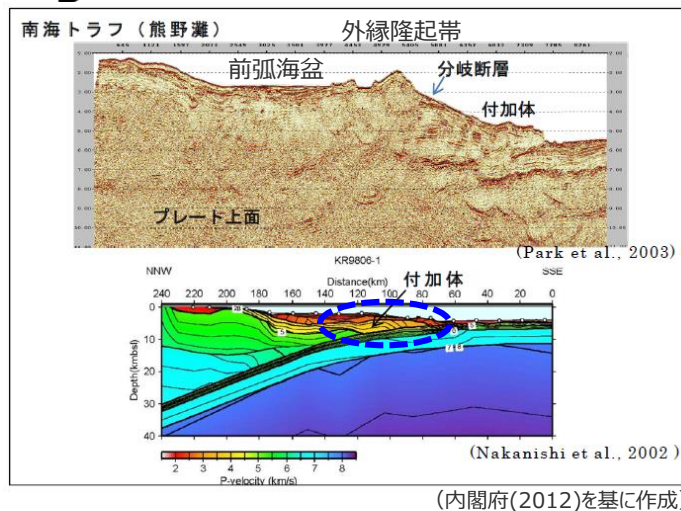 南海トラフ（熊野灘）
外縁隆起帯
前弧海盆
分岐断層
付加体
プレート上面
(Park et al., 2003)
KR9806-1
NNW
Distance(km)
付加体
SSE
240 220 200 180 160 140 120 100 80 60 40 20 0
Depth(kmbsl)
0
10
20
30
40
2 3 4 5 6 7 8
P-velocity (km/s)
(Nakanishi et al., 2002 )
(内閣府(2012)を基に作成)